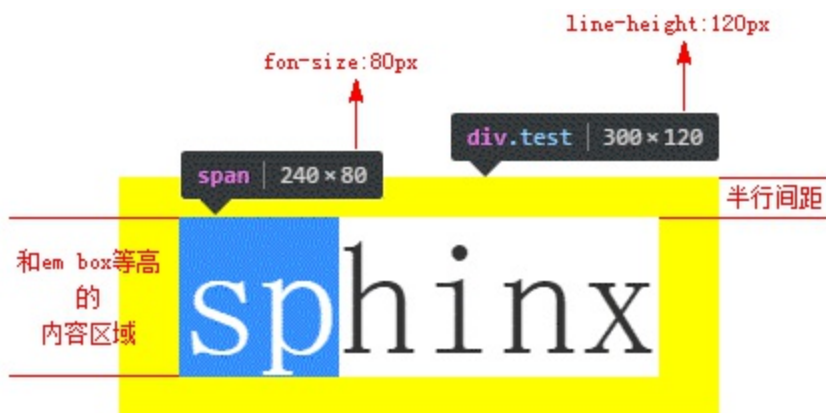 line-height:120px
fon-size:80px
div.test 300×120
span 240×80
半行间距
和em box等高
的
内容区域
sphinx